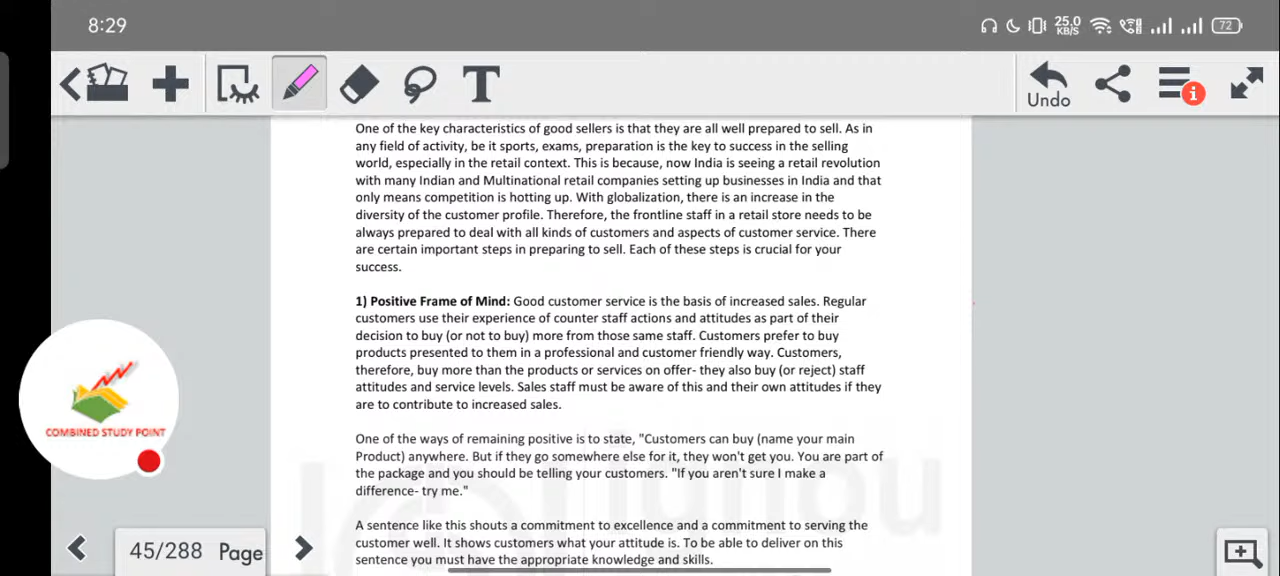 8:29
25.0
KB/S
72
T
Undo
i
One of the key characteristics of good sellers is that they are all well prepared to sell. As in
any field of activity, be it sports, exams, preparation is the key to success in the selling
world, especially in the retail context. This is because, now India is seeing a retail revolution
with many Indian and Multinational retail companies setting up businesses in India and that
only means competition is hotting up. With globalization, there is an increase in the
diversity of the customer profile. Therefore, the frontline staff in a retail store needs to be
always prepared to deal with all kinds of customers and aspects of customer service. There
are certain important steps in preparing to sell. Each of these steps is crucial for your
success.
1) Positive Frame of Mind: Good customer service is the basis of increased sales. Regular
customers use their experience of counter staff actions and attitudes as part of their
decision to buy (or not to buy) more from those same staff. Customers prefer to buy
products presented to them in a professional and customer friendly way. Customers,
therefore, buy more than the products or services on offer- they also buy (or reject) staff
attitudes and service levels. Sales staff must be aware of this and their own attitudes if they
are to contribute to increased sales.
COMBINED STUDY POINT
One of the ways of remaining positive is to state, "Customers can buy (name your main
Product) anywhere. But if they go somewhere else for it, they won't get you. You are part of
the package and you should be telling your customers. "If you aren't sure I make a
difference- try me."
A sentence like this shouts a commitment to excellence and a commitment to serving the
customer well. It shows customers what your attitude is. To be able to deliver on this
sentence you must have the appropriate knowledge and skills.
45/288 Page